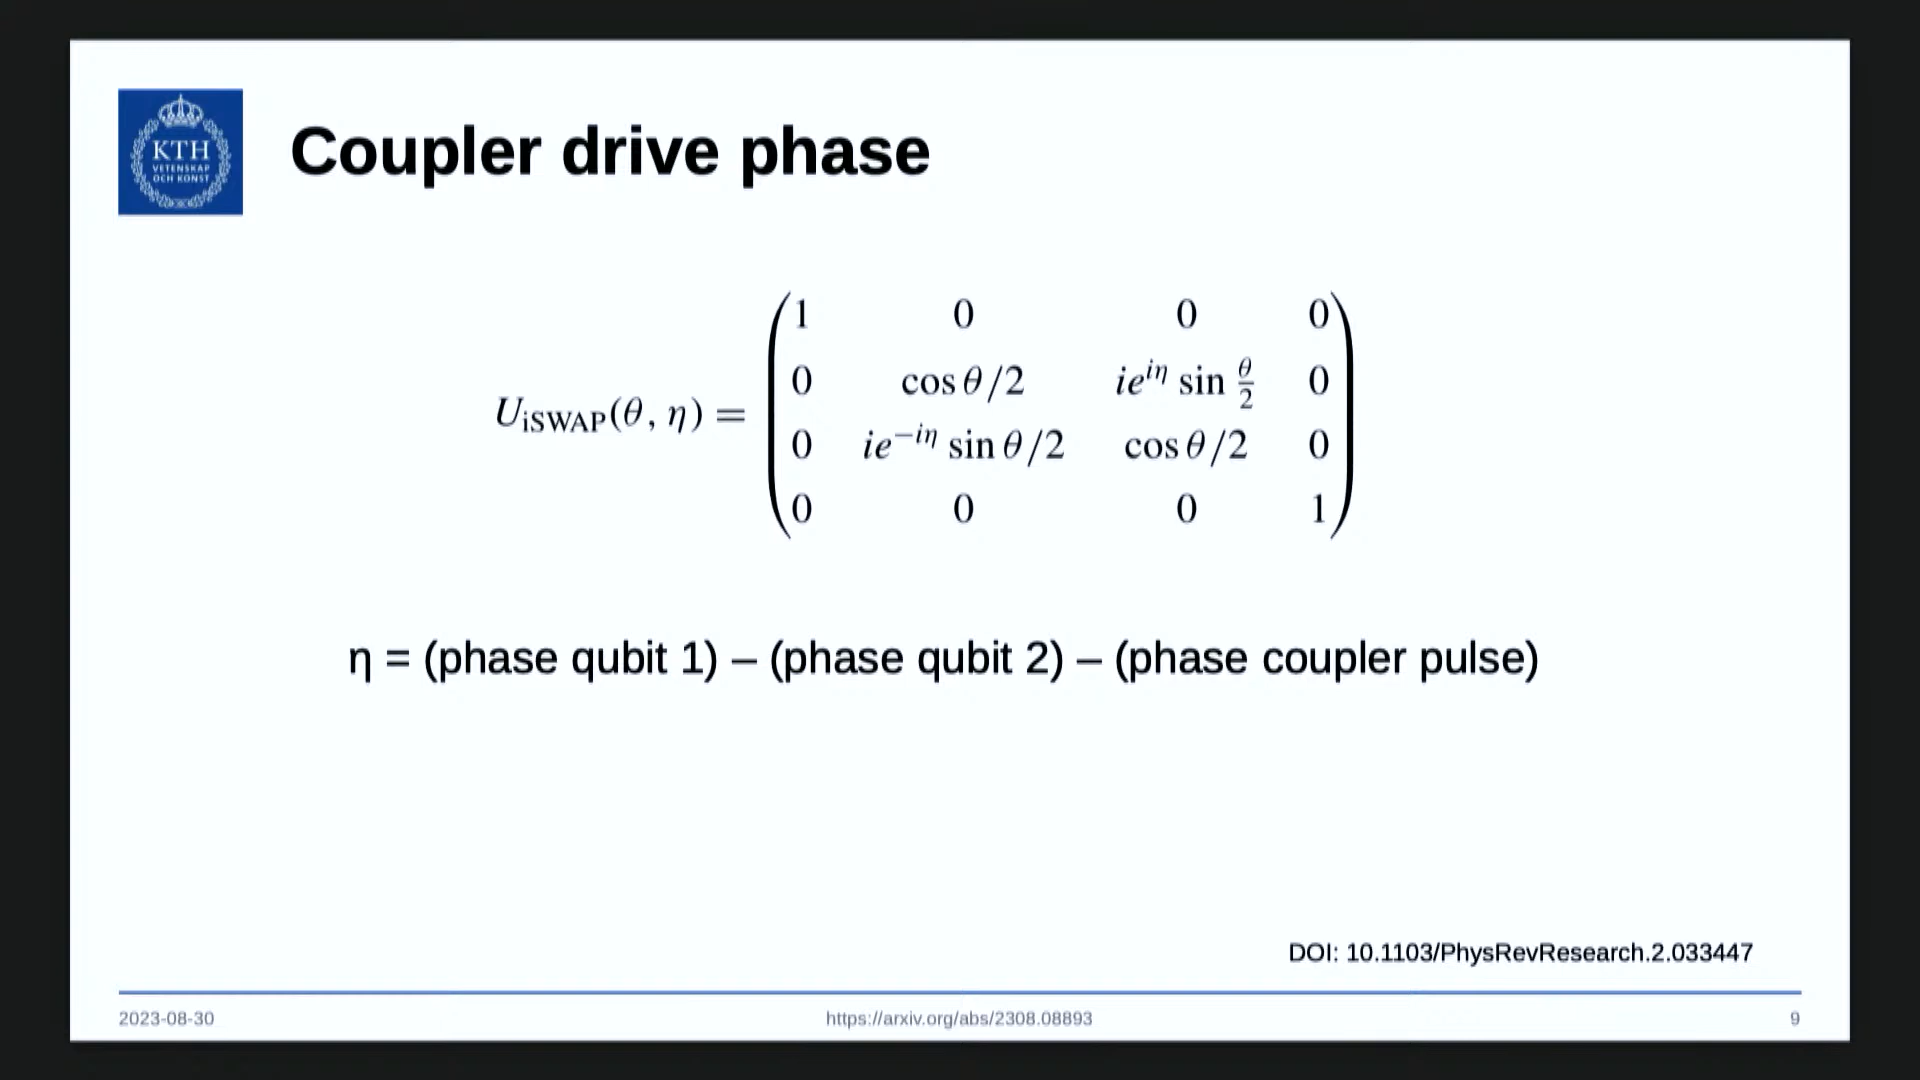 KTH
VETENSKAP
OCH KONST
Coupler drive phase
U_iSWAP(θ, η) =
1 0 0 0
0 cos θ/2 ie^{iη} sin θ/2 0
0 ie^{−iη} sin θ/2 cos θ/2 0
0 0 0 1
η = (phase qubit 1) – (phase qubit 2) – (phase coupler pulse)
DOI: 10.1103/PhysRevResearch.2.033447
2023-08-30 https://arxiv.org/abs/2308.08893 9